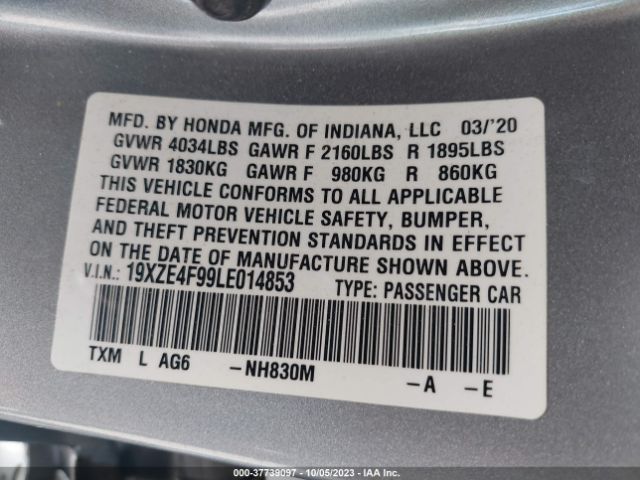 MFD. BY HONDA MFG. OF INDIANA, LLC 03/'20
GVWR 4034LBS GAWR F 2160LBS R 1895LBS
GVWR 1830KG GAWR F 980KG R 860KG
THIS VEHICLE CONFORMS TO ALL APPLICABLE
FEDERAL MOTOR VEHICLE SAFETY, BUMPER,
AND THEFT PREVENTION STANDARDS IN EFFECT
ON THE DATE OF MANUFACTURE SHOWN ABOVE.
V.I.N.: 19XZE4F99LE014853 TYPE: PASSENGER CAR
TXM L AG6 -NH830M -A -E
000-37739097 - 10/05/2023 - IAA Inc.